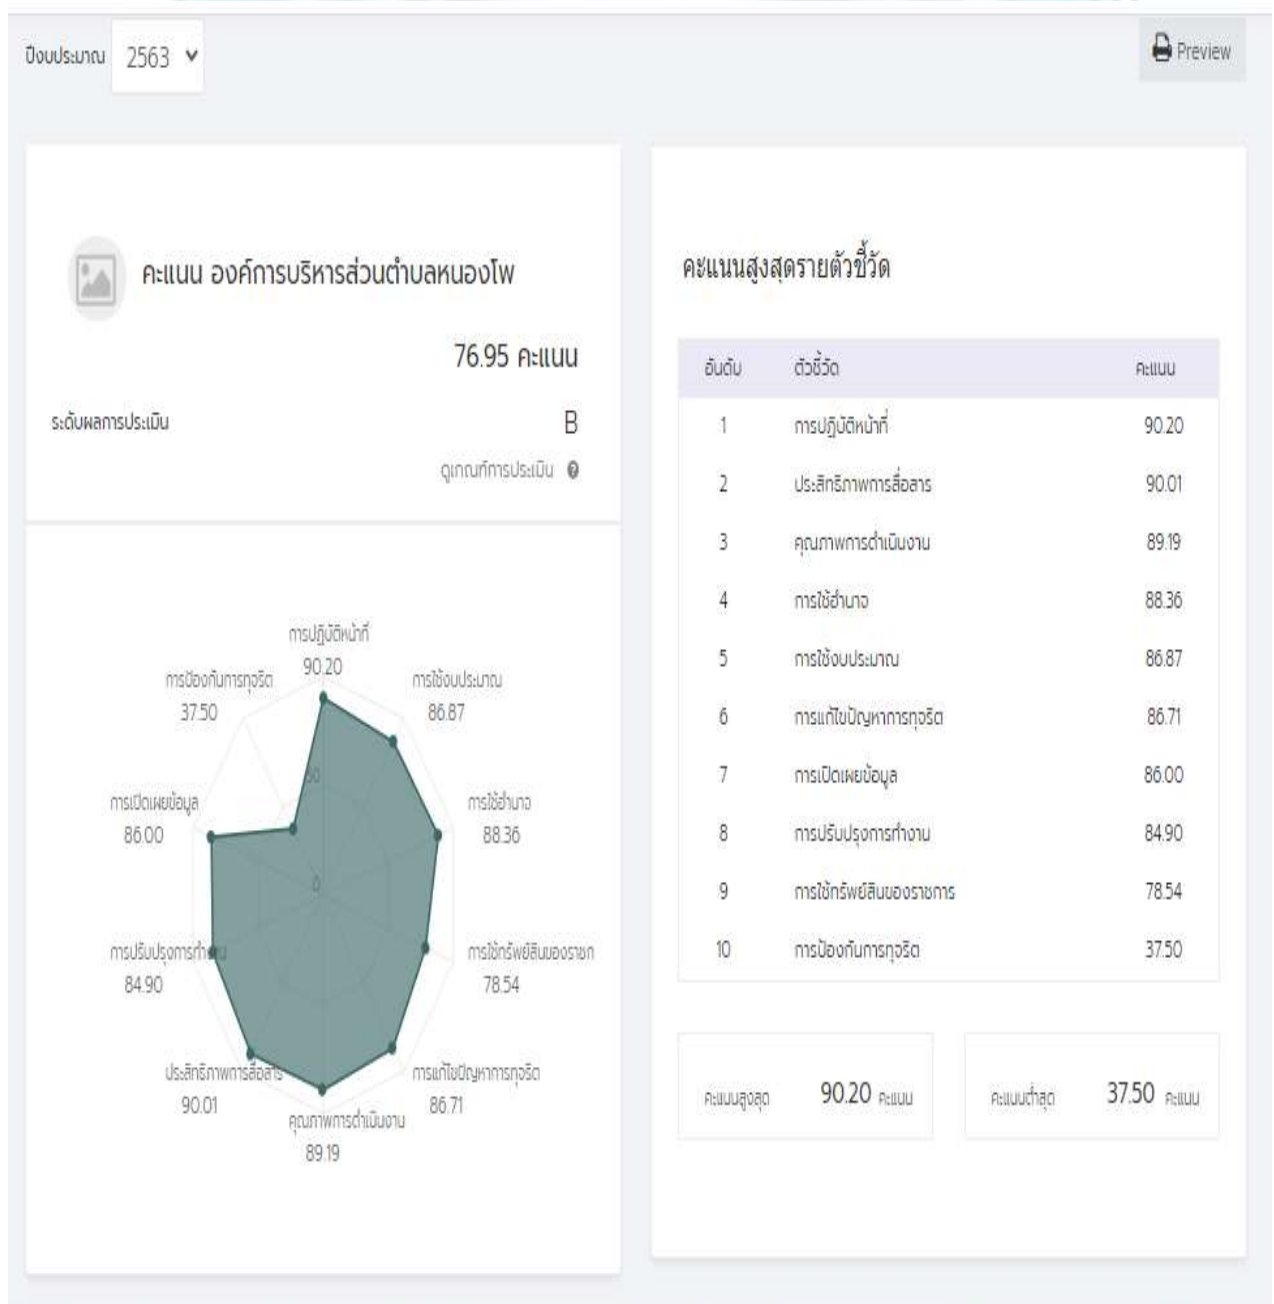 ปีงบประมาณ 2563
Preview
คะแนน องค์การบริหารส่วนตำบลหนองโพ
76.95 คะแนน
ระดับผลการประเมิน B
ดูเกณฑ์การประเมิน
การปฏิบัติหน้าที่
90.20
การป้องกันการทุจริต
37.50
การใช้งบประมาณ
86.87
50
การเปิดเผยข้อมูล
86.00
การใช้อำนาจ
88.36
0
การปรับปรุงการทำงาน
84.90
การใช้ทรัพย์สินของราชก
78.54
ประสิทธิภาพการสื่อสาร
90.01
การแก้ไขปัญหาการทุจริต
86.71
คุณภาพการดำเนินงาน
89.19
คะแนนสูงสุดรายตัวชี้วัด
อันดับ ตัวชี้วัด คะแนน
1 การปฏิบัติหน้าที่ 90.20
2 ประสิทธิภาพการสื่อสาร 90.01
3 คุณภาพการดำเนินงาน 89.19
4 การใช้อำนาจ 88.36
5 การใช้งบประมาณ 86.87
6 การแก้ไขปัญหาการทุจริต 86.71
7 การเปิดเผยข้อมูล 86.00
8 การปรับปรุงการทำงาน 84.90
9 การใช้ทรัพย์สินของราชการ 78.54
10 การป้องกันการทุจริต 37.50
คะแนนสูงสุด 90.20 คะแนน
คะแนนต่ำสุด 37.50 คะแนน